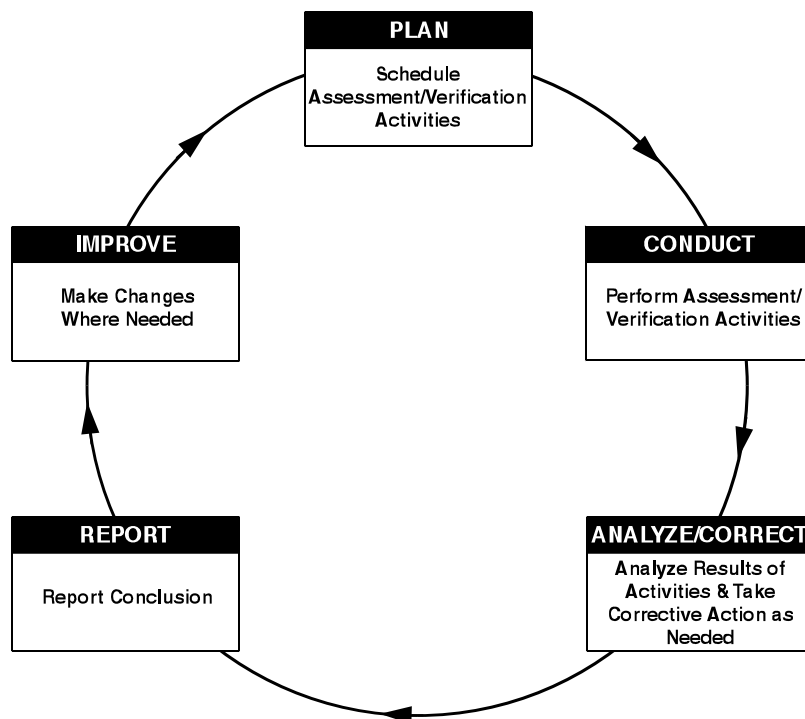 PLAN
Schedule
Assessment/Verification
Activities
CONDUCT
Perform Assessment/
Verification Activities
ANALYZE/CORRECT
Analyze Results of
Activities & Take
Corrective Action as
Needed
REPORT
Report Conclusion
IMPROVE
Make Changes
Where Needed